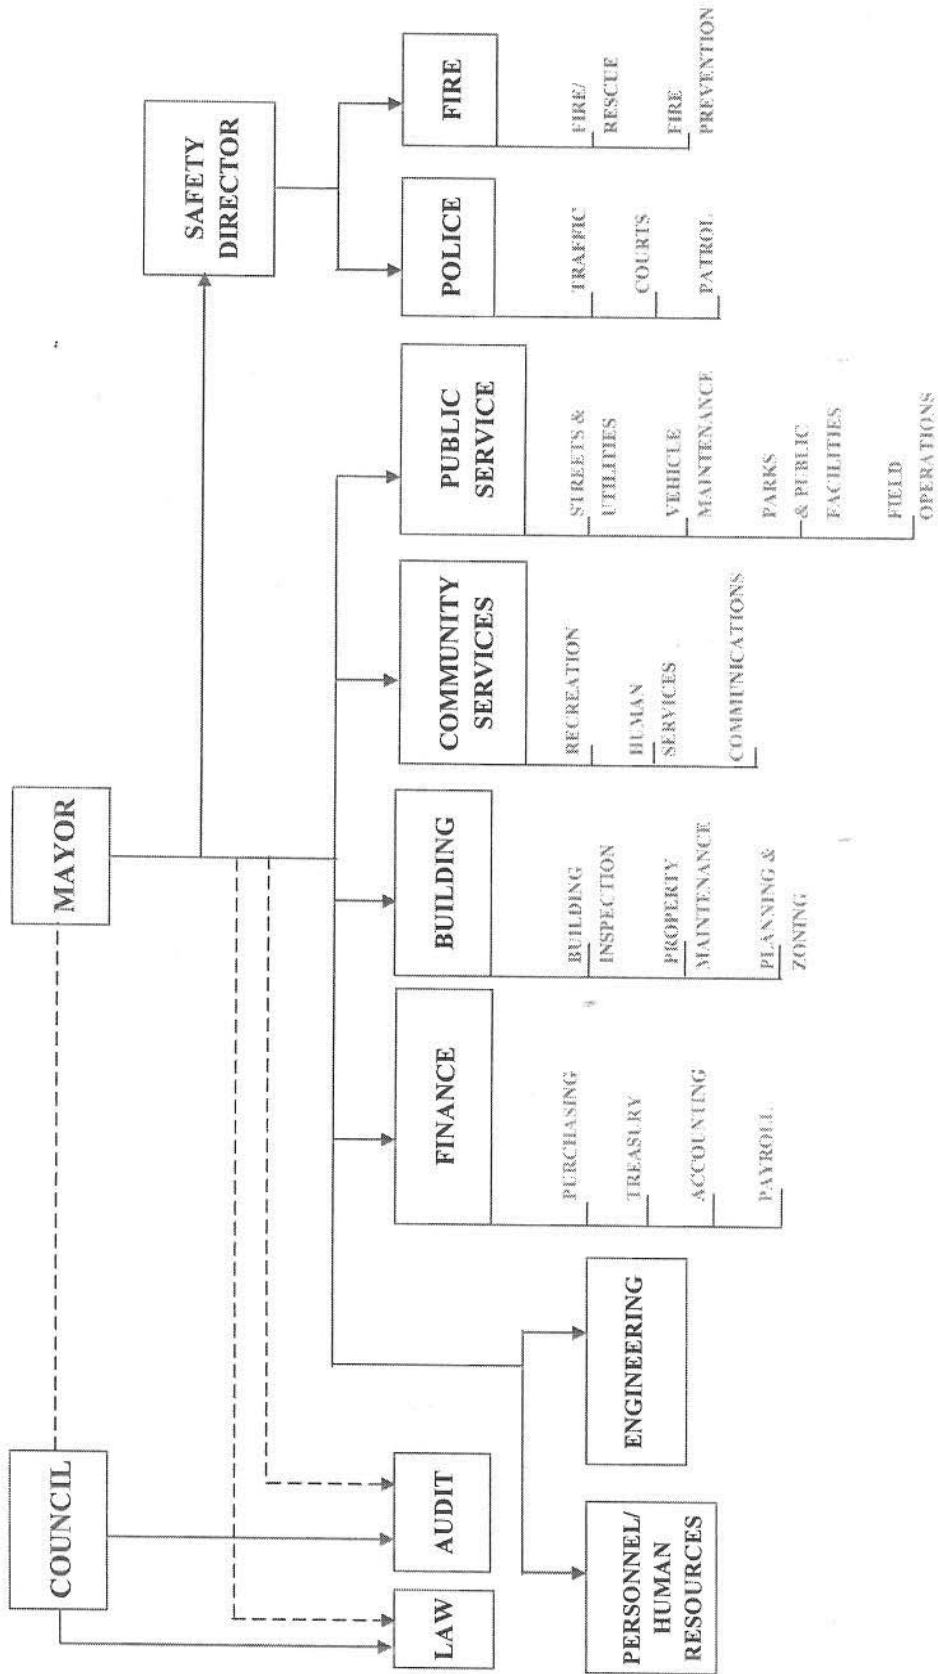 COUNCIL
MAYOR
SAFETY
DIRECTOR
LAW
AUDIT
FINANCE
PURCHASING
TREASURY
ACCOUNTING
PAYROLL
BUILDING
BUILDING
INSPECTION
PROPERTY
MAINTENANCE
PLANNING &
ZONING
COMMUNITY
SERVICES
RECREATION
HUMAN
SERVICES
COMMUNICATIONS
PUBLIC
SERVICE
STREETS &
UTILITIES
VEHICLE
MAINTENANCE
PARKS
& PUBLIC
FACILITIES
FIELD
OPERATIONS
POLICE
TRAFFIC
COURTS
PATROL
FIRE
FIRE/
RESCUE
FIRE
PREVENTION
PERSONNEL/
HUMAN
RESOURCES
ENGINEERING